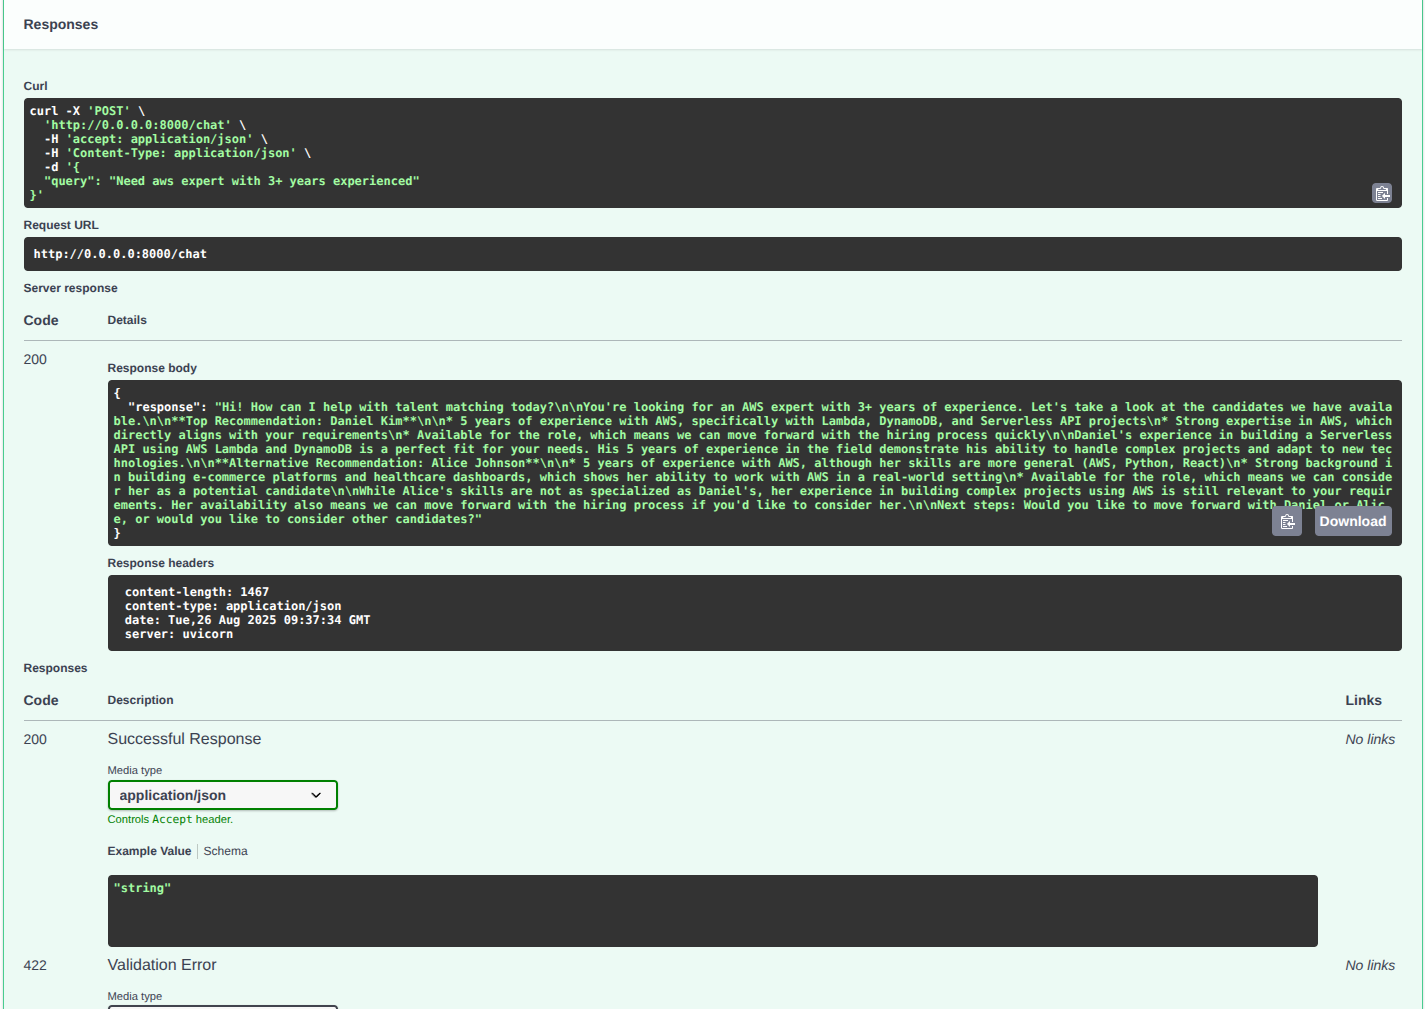 Responses
Curl
curl -X 'POST' \
'http://0.0.0.0:8000/chat' \
-H 'accept: application/json' \
-H 'Content-Type: application/json' \
-d '{
"query": "Need aws expert with 3+ years experienced"
}'
Request URL
http://0.0.0.0:8000/chat
Server response
Code Details
200
Response body
{
"response": "Hi! How can I help with talent matching today?\n\nYou're looking for an AWS expert with 3+ years of experience. Let's take a look at the candidates we have availa
ble.\n\n**Top Recommendation: Daniel Kim**\n\n* 5 years of experience with AWS, specifically with Lambda, DynamoDB, and Serverless API projects\n* Strong expertise in AWS, which
directly aligns with your requirements\n* Available for the role, which means we can move forward with the hiring process quickly\n\nDaniel's experience in building a Serverless
API using AWS Lambda and DynamoDB is a perfect fit for your needs. His 5 years of experience in the field demonstrate his ability to handle complex projects and adapt to new tec
hnologies.\n\n**Alternative Recommendation: Alice Johnson**\n\n* 5 years of experience with AWS, although her skills are more general (AWS, Python, React)\n* Strong background i
n building e-commerce platforms and healthcare dashboards, which shows her ability to work with AWS in a real-world setting\n* Available for the role, which means we can conside
r her as a potential candidate\n\nWhile Alice's skills are not as specialized as Daniel's, her experience in building complex projects using AWS is still relevant to your requir
ements. Her availability also means we can move forward with the hiring process if you'd like to consider her.\n\nNext steps: Would you like to move forward with Daniel or Alic
e, or would you like to consider other candidates?"
}
Download
Response headers
content-length: 1467
content-type: application/json
date: Tue,26 Aug 2025 09:37:34 GMT
server: uvicorn
Responses
Code Description Links
200 Successful Response No links
Media type
application/json
Controls Accept header.
Example Value Schema
"string"
422 Validation Error No links
Media type